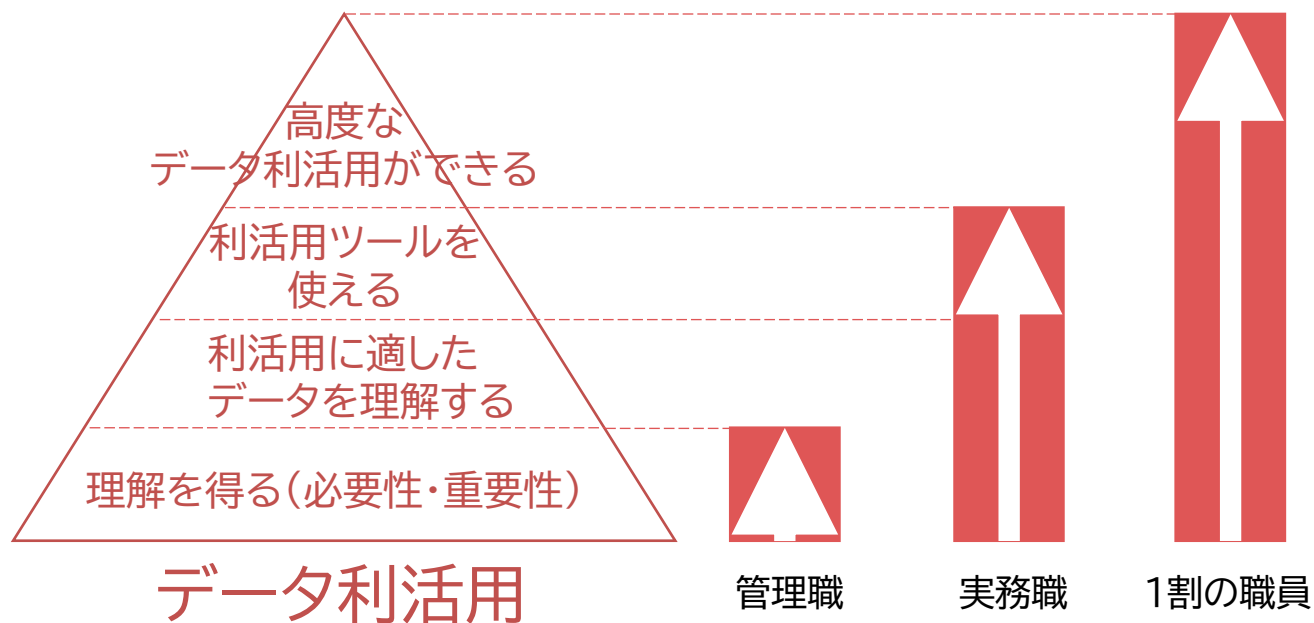 高度な
データ利活用ができる
利活用ツールを
使える
利活用に適した
データを理解する
理解を得る(必要性・重要性)
データ利活用
管理職
実務職
1割の職員